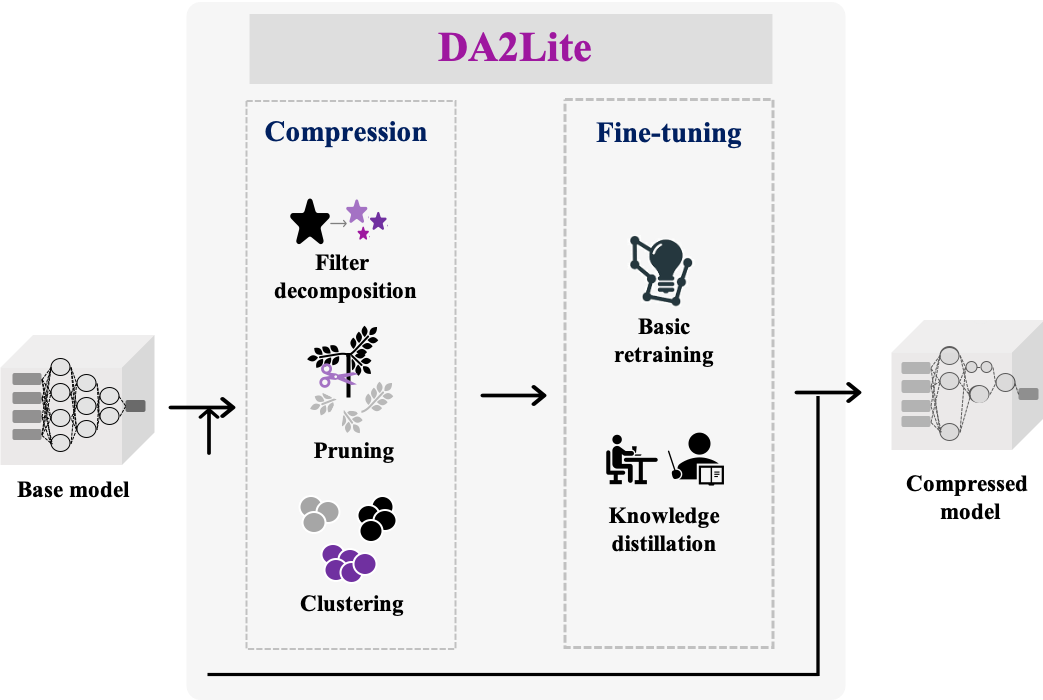 DA2Lite
Compression
Filter
decomposition
Pruning
Clustering
Fine-tuning
Basic
retraining
Knowledge
distillation
Base model
Compressed
model